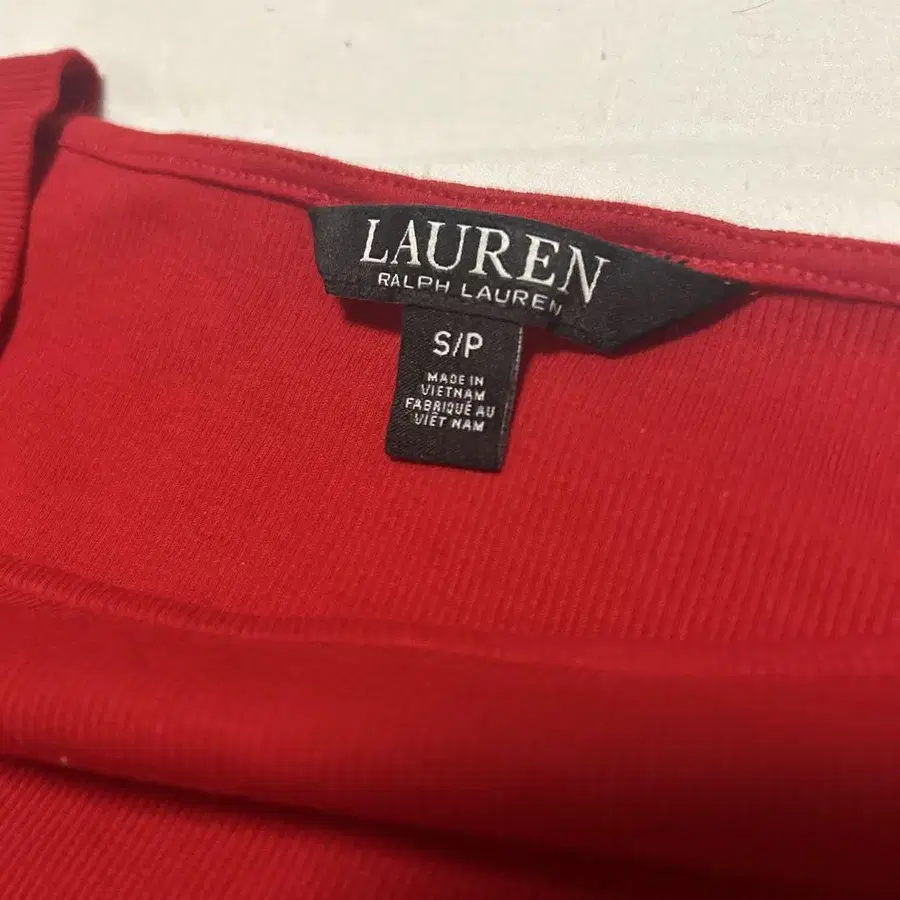 LAUREN
RALPH LAUREN
S/P
MADE IN
VIETNAM
FABRIQUÉ AU
VIÊT NAM